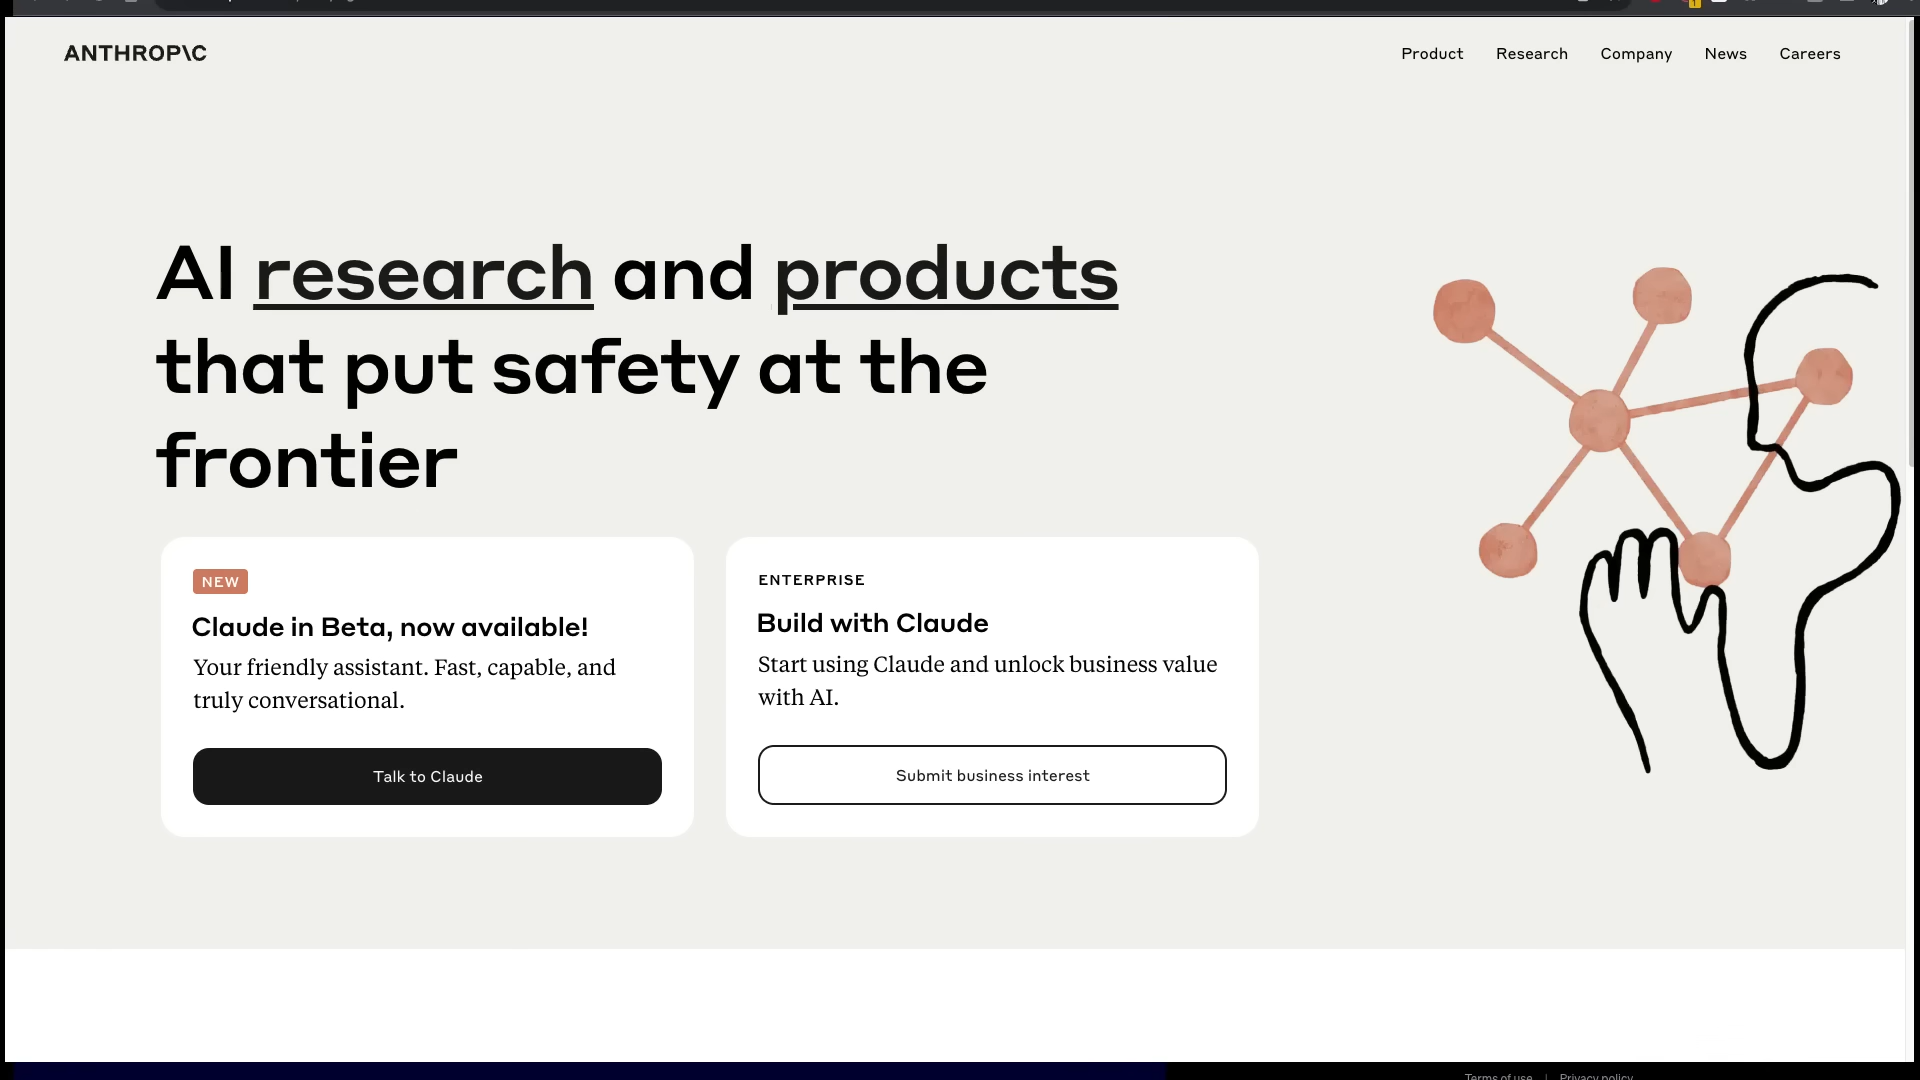 ANTHROP\C
Product Research Company News Careers
AI research and products
that put safety at the
frontier
NEW
Claude in Beta, now available!
Your friendly assistant. Fast, capable, and
truly conversational.
Talk to Claude
ENTERPRISE
Build with Claude
Start using Claude and unlock business value
with AI.
Submit business interest
Terms of use | Privacy policy